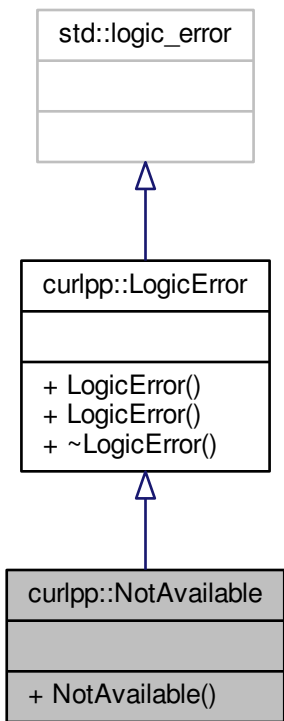 std::logic_error
curlpp::LogicError
+ LogicError()
+ LogicError()
+ ~LogicError()
curlpp::NotAvailable
+ NotAvailable()